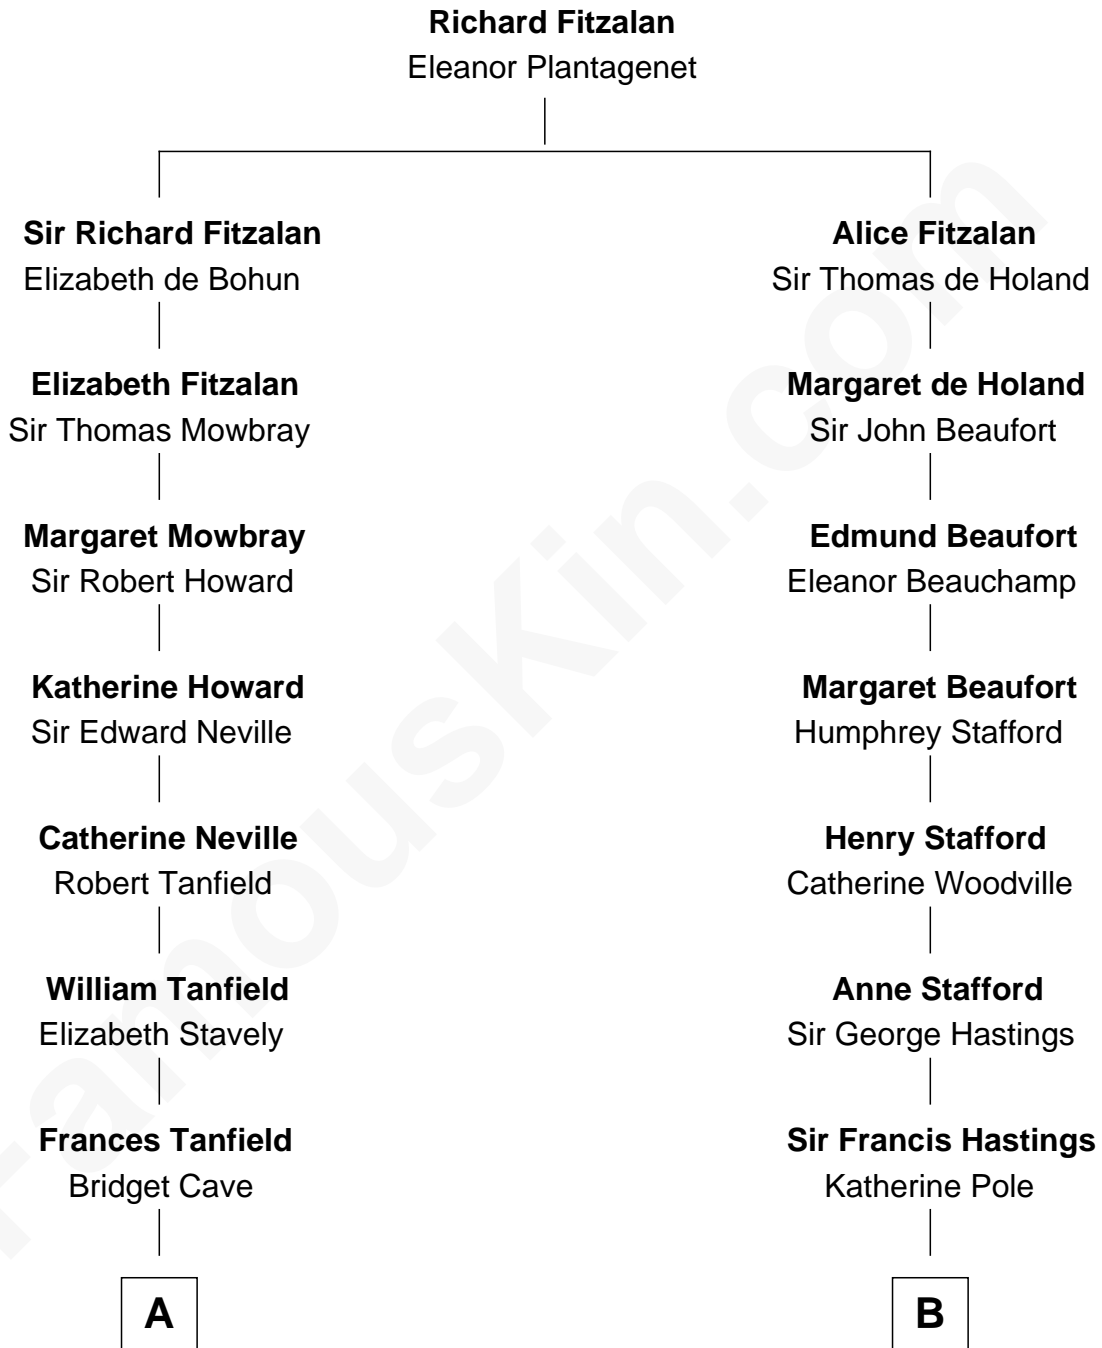 Richard Fitzalan
Eleanor Plantagenet
Sir Richard Fitzalan
Elizabeth de Bohun
Elizabeth Fitzalan
Sir Thomas Mowbray
Margaret Mowbray
Sir Robert Howard
Katherine Howard
Sir Edward Neville
Catherine Neville
Robert Tanfield
William Tanfield
Elizabeth Stavely
Frances Tanfield
Bridget Cave
A
Alice Fitzalan
Sir Thomas de Holand
Margaret de Holand
Sir John Beaufort
Edmund Beaufort
Eleanor Beauchamp
Margaret Beaufort
Humphrey Stafford
Henry Stafford
Catherine Woodville
Anne Stafford
Sir George Hastings
Sir Francis Hastings
Katherine Pole
B
FamousKin.com